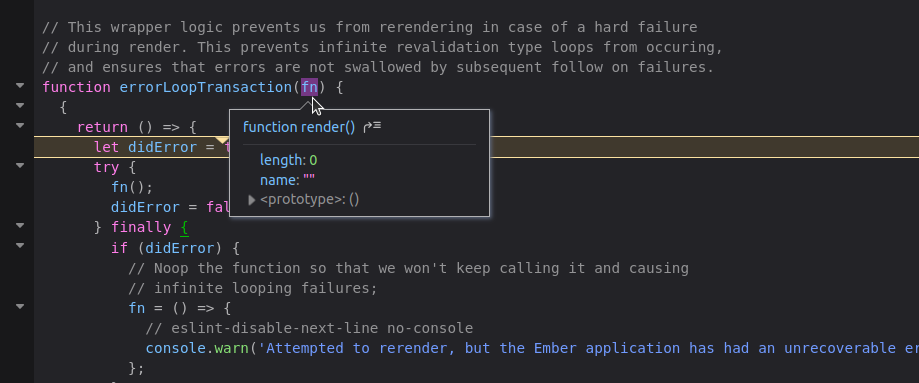 // This wrapper logic prevents us from rerendering in case of a hard failure
// during render. This prevents infinite revalidation type loops from occuring,
// and ensures that errors are not swallowed by subsequent follow on failures.
function errorLoopTransaction(fn) {
{
return () => {
function render()
let didError = t
length: 0
try {
name: ""
fn();
<prototype>: ()
didError = fal
} finally {
if (didError) {
// Noop the function so that we won't keep calling it and causing
// infinite looping failures;
fn = () => {
// eslint-disable-next-line no-console
console.warn('Attempted to rerender, but the Ember application has had an unrecoverable er
};